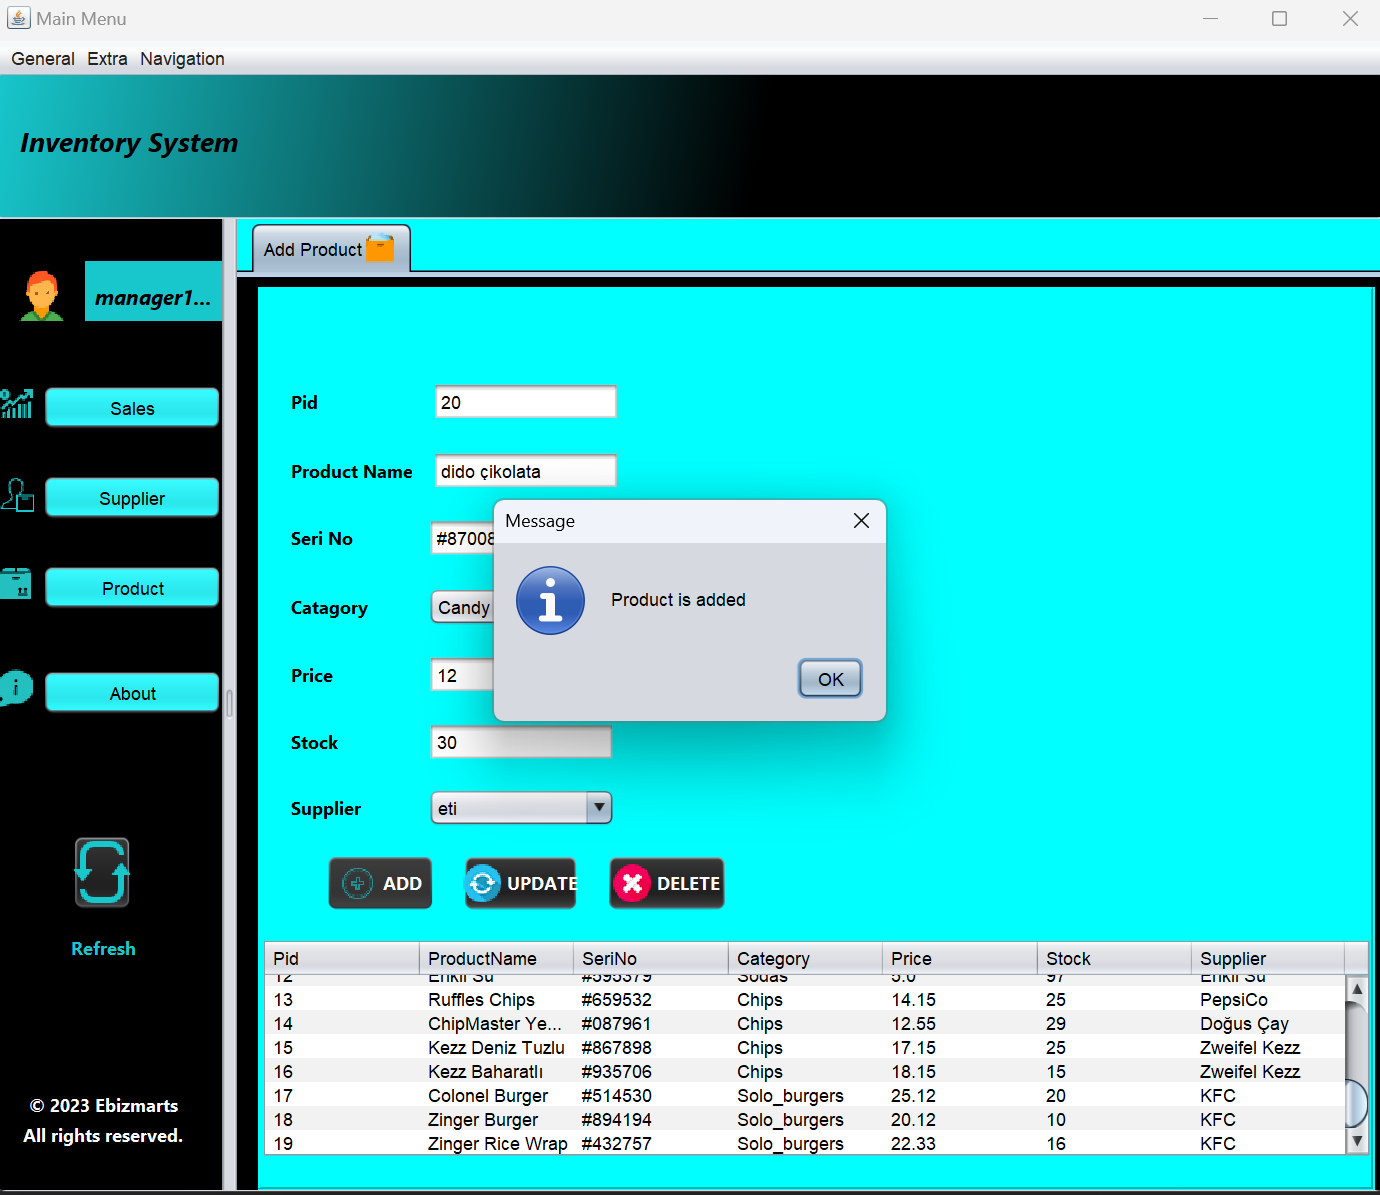 Main Menu
General Extra Navigation
Inventory System
Add Product
manager1...
Sales
Supplier
Product
About
Refresh
© 2023 Ebizmarts
All rights reserved.
Pid 20
Product Name dido çikolata
Seri No #87008
Catagory Candy
Price 12
Stock 30
Supplier eti
Message
Product is added
OK
ADD UPDATE DELETE
Pid ProductName SeriNo Category Price Stock Supplier
12 Erikli Su #595379 Sodas 5.0 97 Erikli Su
13 Ruffles Chips #659532 Chips 14.15 25 PepsiCo
14 ChipMaster Ye... #087961 Chips 12.55 29 Doğus Çay
15 Kezz Deniz Tuzlu #867898 Chips 17.15 25 Zweifel Kezz
16 Kezz Baharatlı #935706 Chips 18.15 15 Zweifel Kezz
17 Colonel Burger #514530 Solo_burgers 25.12 20 KFC
18 Zinger Burger #894194 Solo_burgers 20.12 10 KFC
19 Zinger Rice Wrap #432757 Solo_burgers 22.33 16 KFC